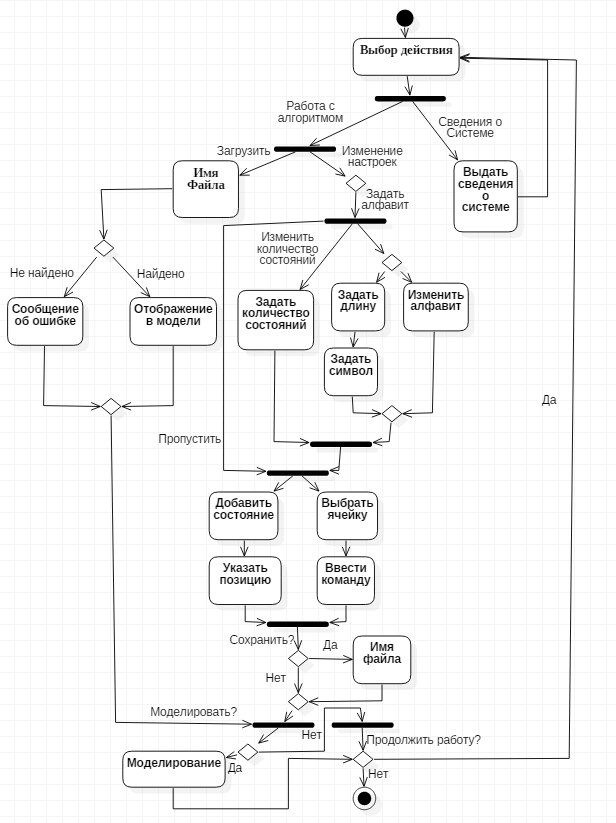 Выбор действия
Работа с
алгоритмом
Сведения о
Системе
Загрузить
Изменение
настроек
Имя
Файла
Задать
алфавит
Выдать
сведения
о
системе
Изменить
количество
состояний
Не найдено
Найдено
Сообщение
об ошибке
Отображение
в модели
Задать
количество
состояний
Задать
длину
Изменить
алфавит
Задать
символ
Да
Пропустить
Добавить
состояние
Выбрать
ячейку
Указать
позицию
Ввести
команду
Сохранить?
Да
Имя
файла
Нет
Моделировать?
Нет
Продолжить работу?
Моделирование
Да
Нет